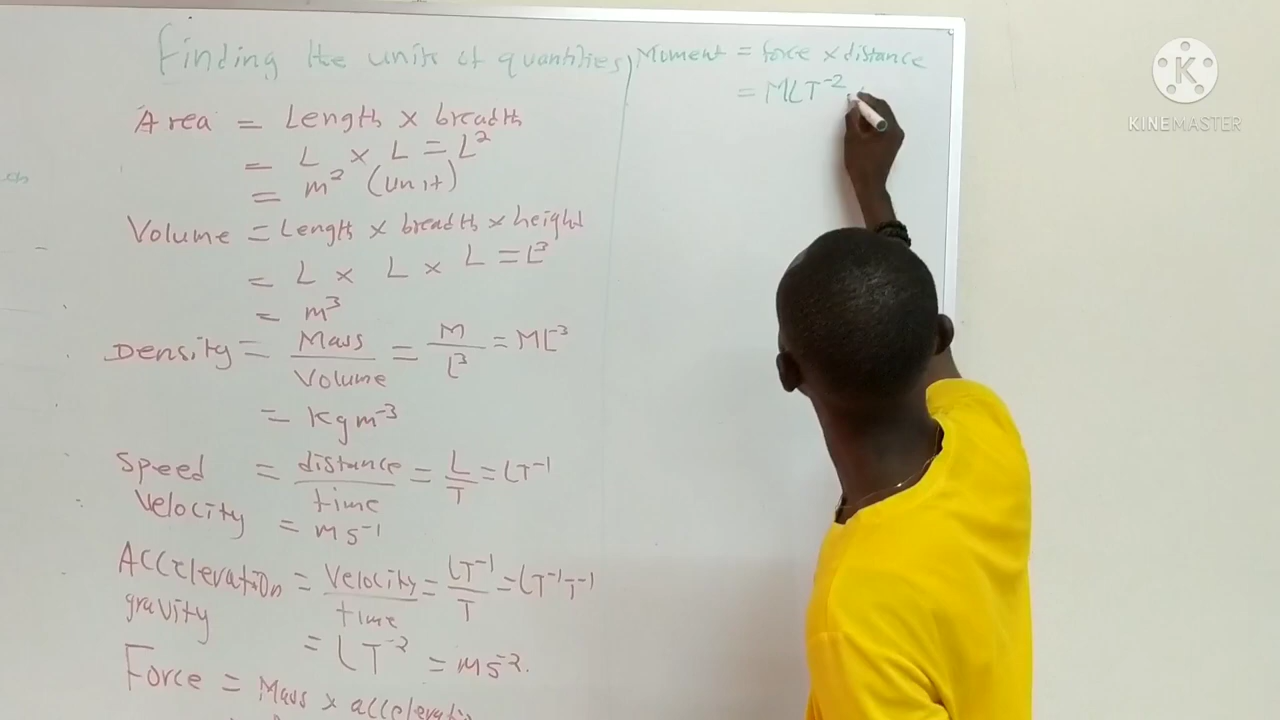 Finding the units of quantities
Area = Length x breadth
= L x L = L²
= m² (unit)
Volume = Length x breadth x height
= L x L x L = L³
= m³
Density = Mass/Volume = M/L³ = ML⁻³
= Kgm⁻³
Speed = distance/time = L/T = LT⁻¹
Velocity = ms⁻¹
Acceleration = Velocity/time = LT⁻¹/T = LT⁻¹T⁻¹
gravity = LT⁻² = ms⁻².
Force = Mass x acceleratio
Moment = force x distance
= MLT⁻²
KINEMASTER